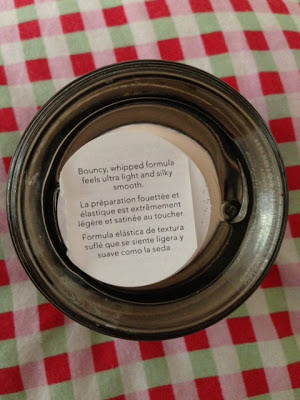 Bouncy, whipped formula
feels ultra light and silky
smooth.
La préparation fouettée et
élastique est extrêmement
légère et satinée au toucher.
Formula elástica de textura
suflé que se siente ligera y
suave como la seda.